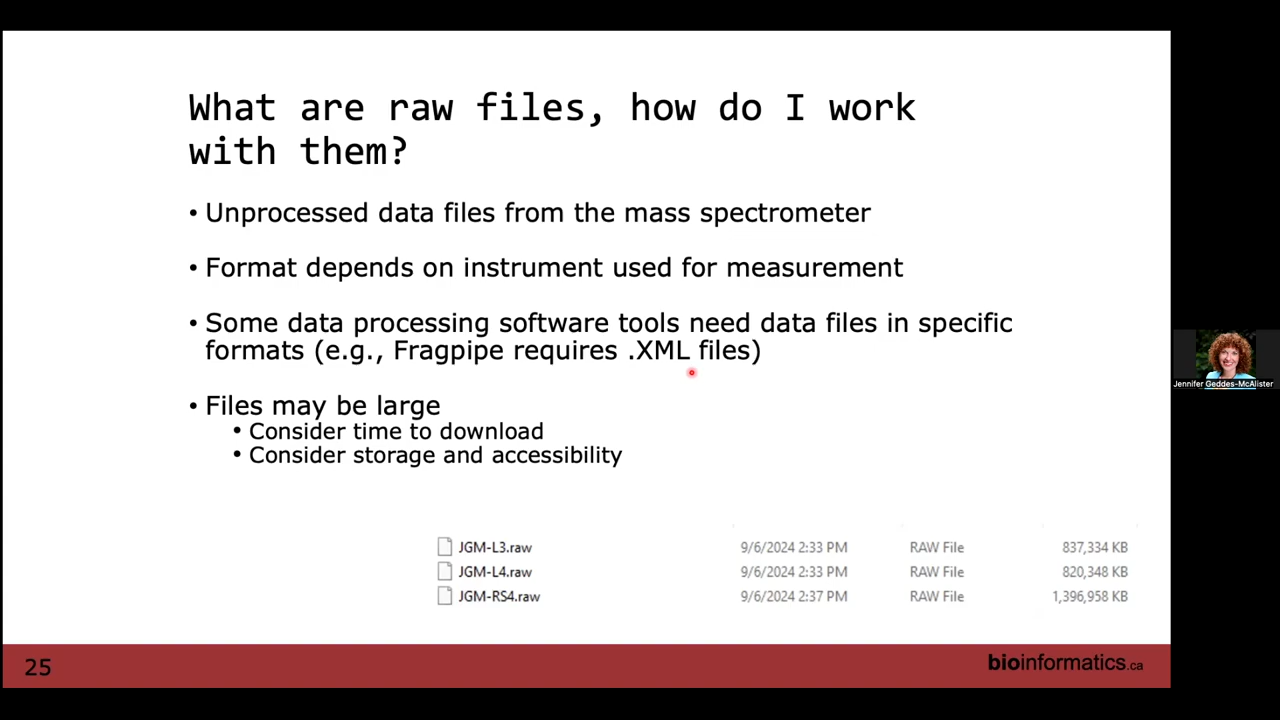 What are raw files, how do I work
with them?
• Unprocessed data files from the mass spectrometer
• Format depends on instrument used for measurement
• Some data processing software tools need data files in specific
formats (e.g., Fragpipe requires .XML files)
• Files may be large
• Consider time to download
• Consider storage and accessibility
JGM-L3.raw 9/6/2024 2:33 PM RAW File 837,334 KB
JGM-L4.raw 9/6/2024 2:33 PM RAW File 820,348 KB
JGM-RS4.raw 9/6/2024 2:37 PM RAW File 1,396,958 KB
25
bioinformatics.ca
Jennifer Geddes-McAlister